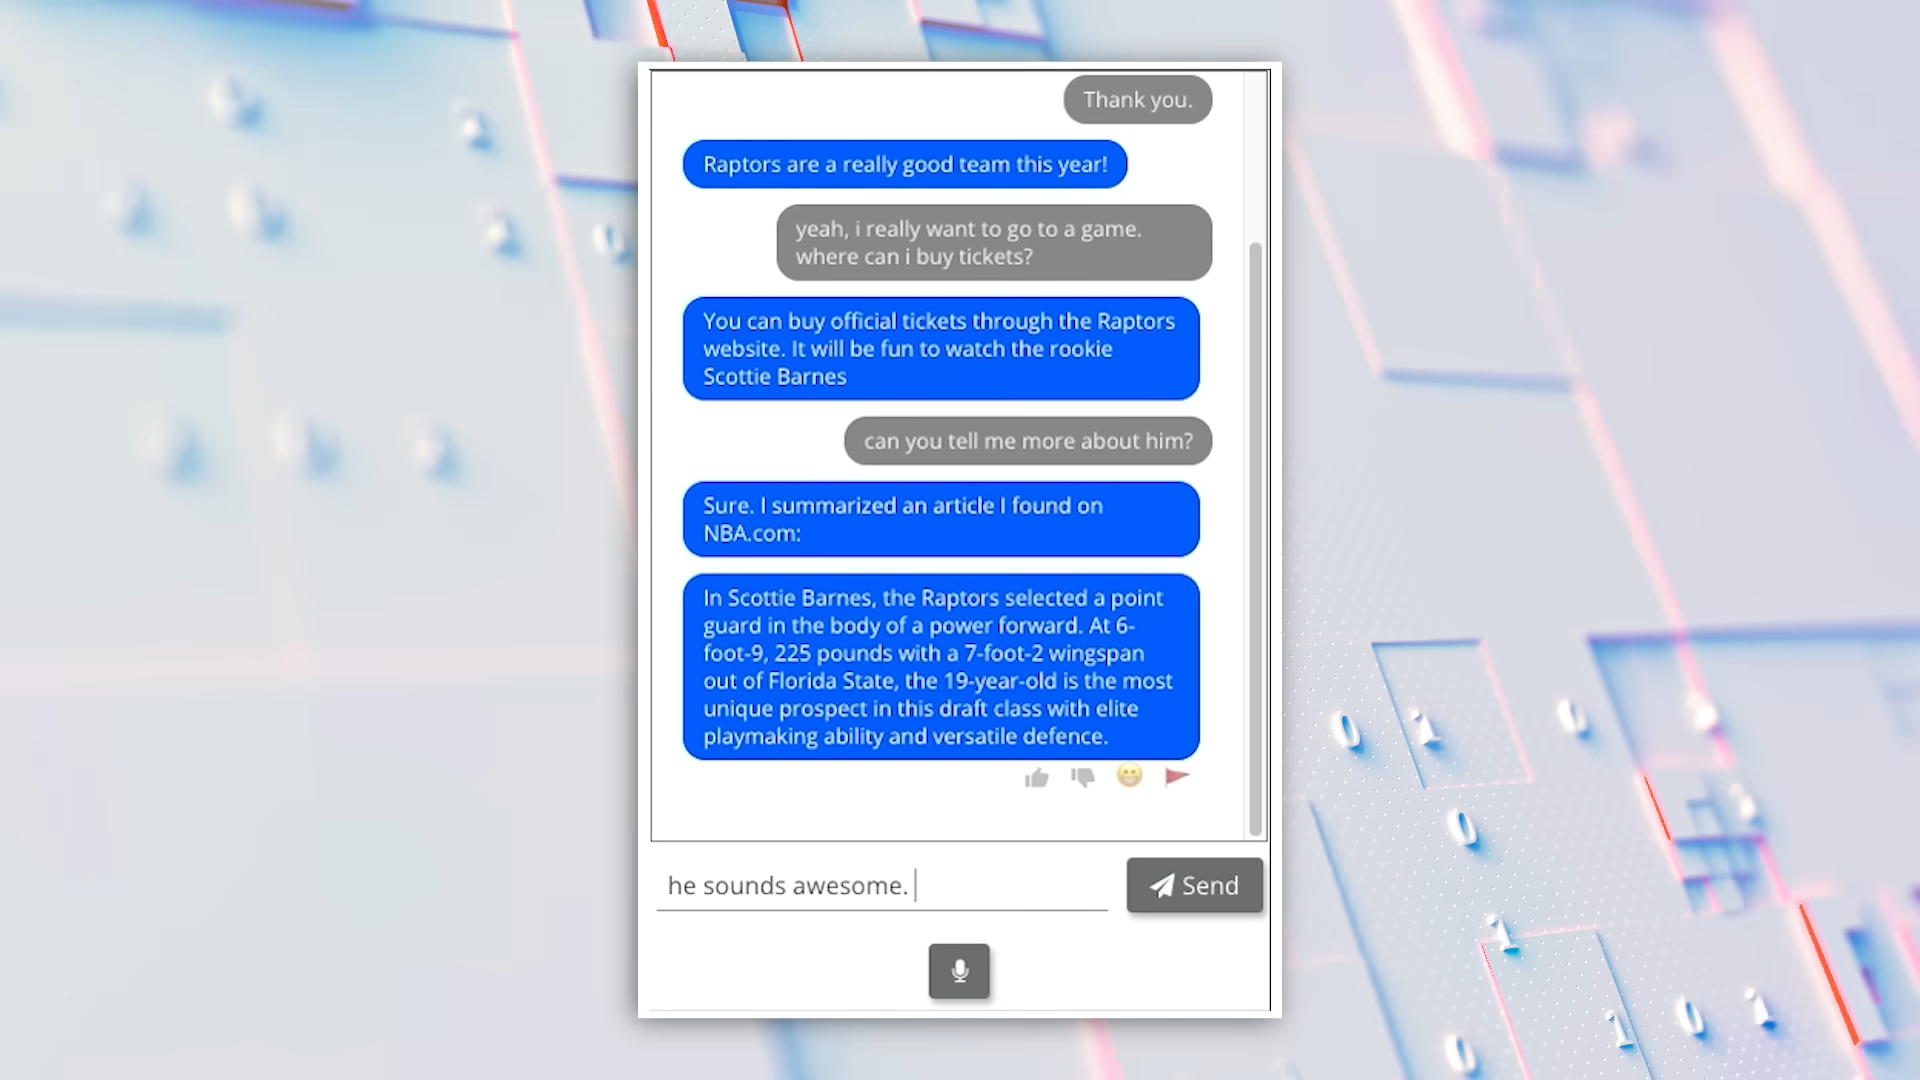 Thank you.
Raptors are a really good team this year!
yeah, i really want to go to a game.
where can i buy tickets?
You can buy official tickets through the Raptors
website. It will be fun to watch the rookie
Scottie Barnes
can you tell me more about him?
Sure. I summarized an article I found on
NBA.com:
In Scottie Barnes, the Raptors selected a point
guard in the body of a power forward. At 6-
foot-9, 225 pounds with a 7-foot-2 wingspan
out of Florida State, the 19-year-old is the most
unique prospect in this draft class with elite
playmaking ability and versatile defence.
he sounds awesome.
Send